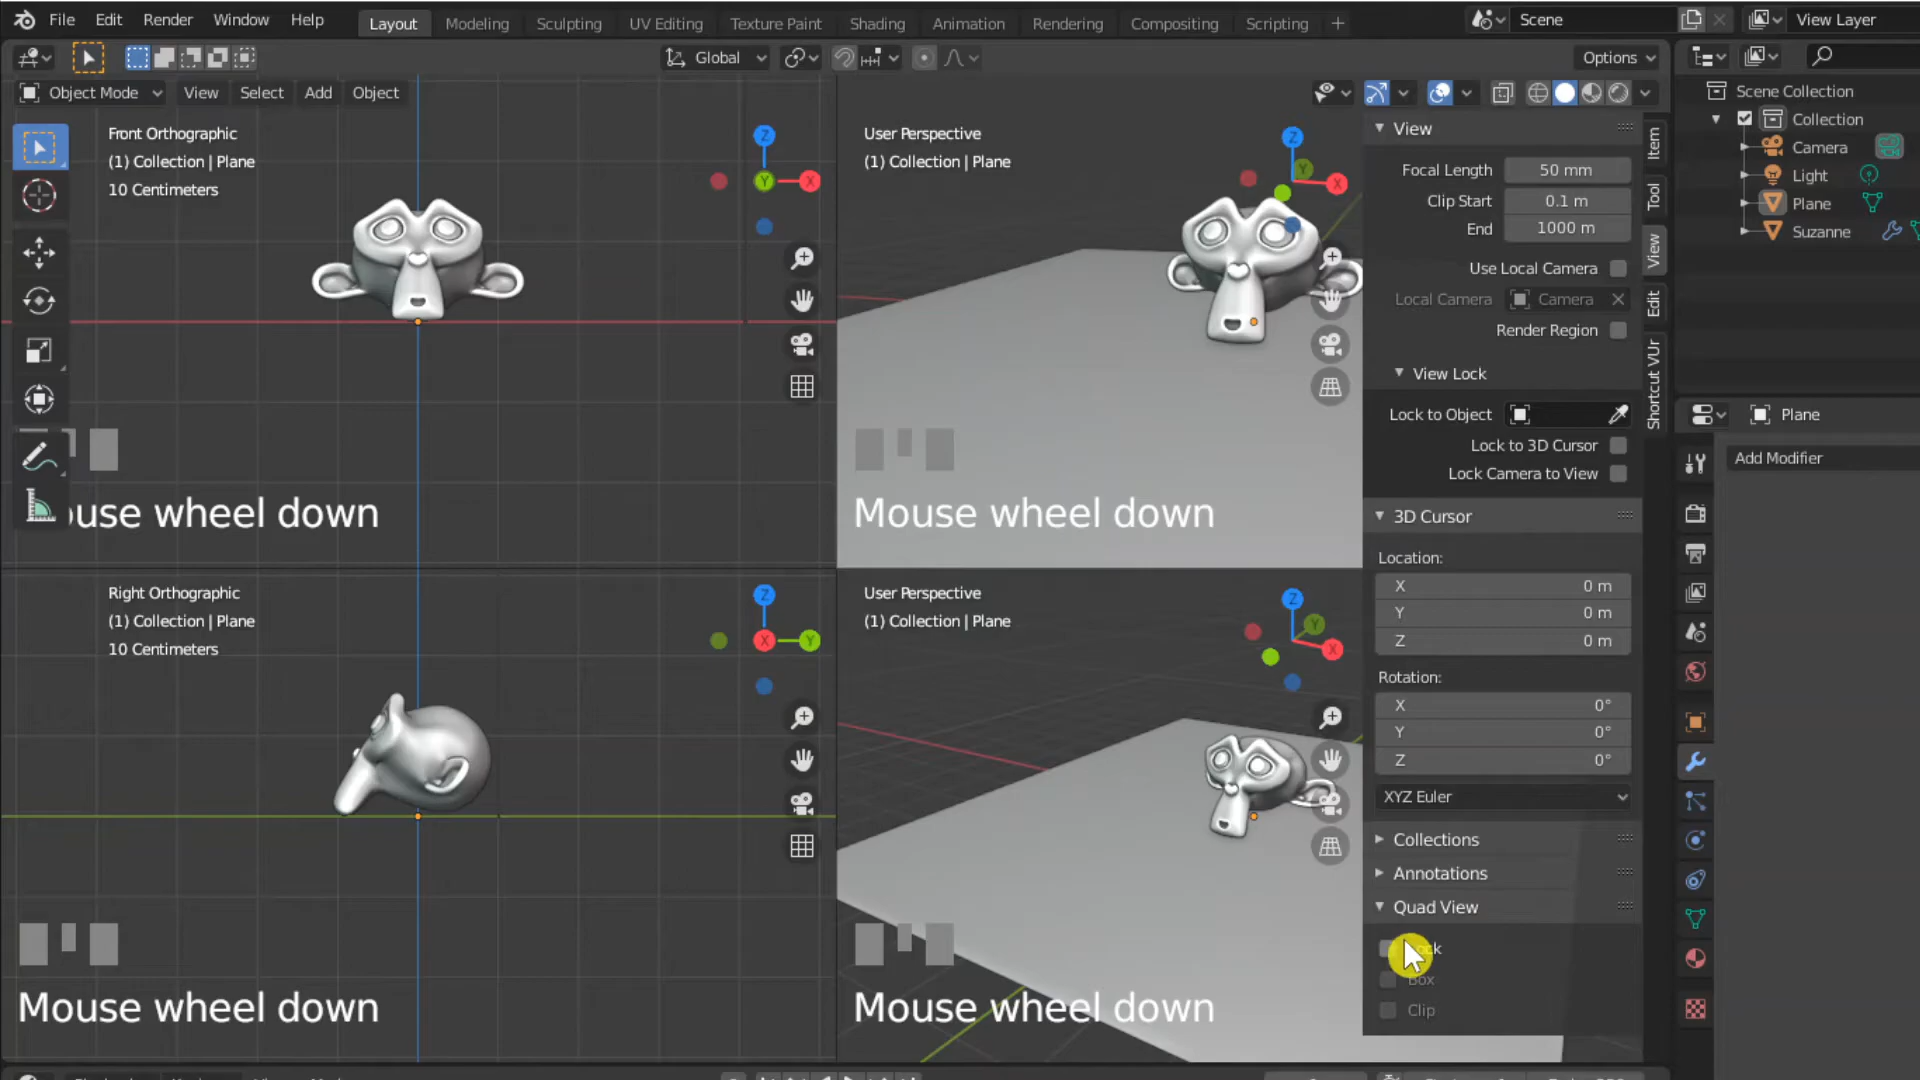 File Edit Render Window Help
Layout Modeling Sculpting UV Editing Texture Paint Shading Animation Rendering Compositing Scripting +
Scene
View Layer
Global
Options
Object Mode View Select Add Object
Front Orthographic
(1) Collection | Plane
10 Centimeters
Z
Y
X
Mouse wheel down
User Perspective
(1) Collection | Plane
Z
Y
X
Mouse wheel down
Right Orthographic
(1) Collection | Plane
10 Centimeters
Z
X
Y
Mouse wheel down
User Perspective
(1) Collection | Plane
Z
Y
X
Mouse wheel down
View
Focal Length 50 mm
Clip Start 0.1 m
End 1000 m
Use Local Camera
Local Camera Camera
Render Region
View Lock
Lock to Object
Lock to 3D Cursor
Lock Camera to View
3D Cursor
Location:
X 0 m
Y 0 m
Z 0 m
Rotation:
X 0°
Y 0°
Z 0°
XYZ Euler
Collections
Annotations
Quad View
Lock
Box
Clip
Item
Tool
View
Edit
Shortcut VUr
Scene Collection
Collection
Camera
Light
Plane
Suzanne
Plane
Add Modifier